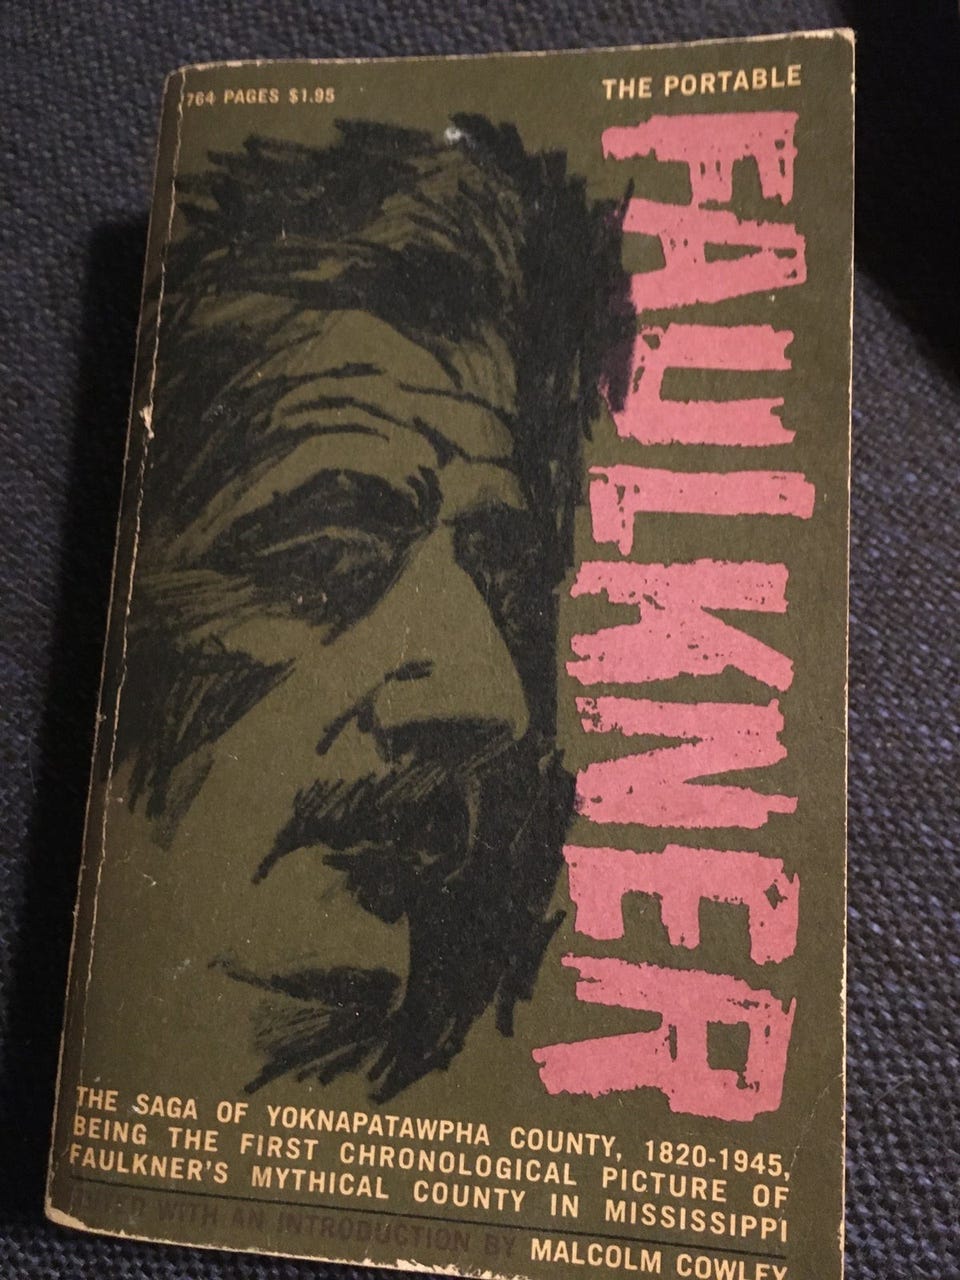 764 PAGES $1.95
THE PORTABLE
FAULKNER
THE SAGA OF YOKNAPATAWPHA COUNTY, 1820-1945,
BEING THE FIRST CHRONOLOGICAL PICTURE OF
FAULKNER'S MYTHICAL COUNTY IN MISSISSIPPI
EDITED WITH AN INTRODUCTION BY MALCOLM COWLEY